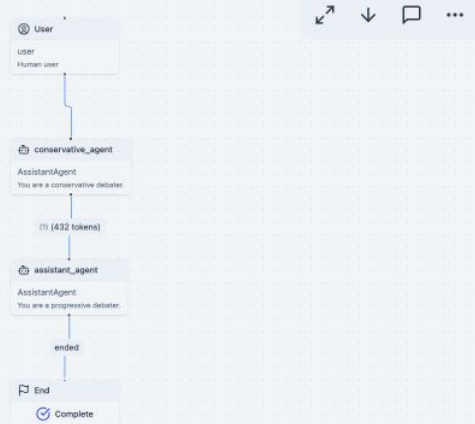 User
user
Human user
conservative_agent
AssistantAgent
You are a conservative debater.
(1) (432 tokens)
assistant_agent
AssistantAgent
You are a progressive debater.
ended
End
Complete